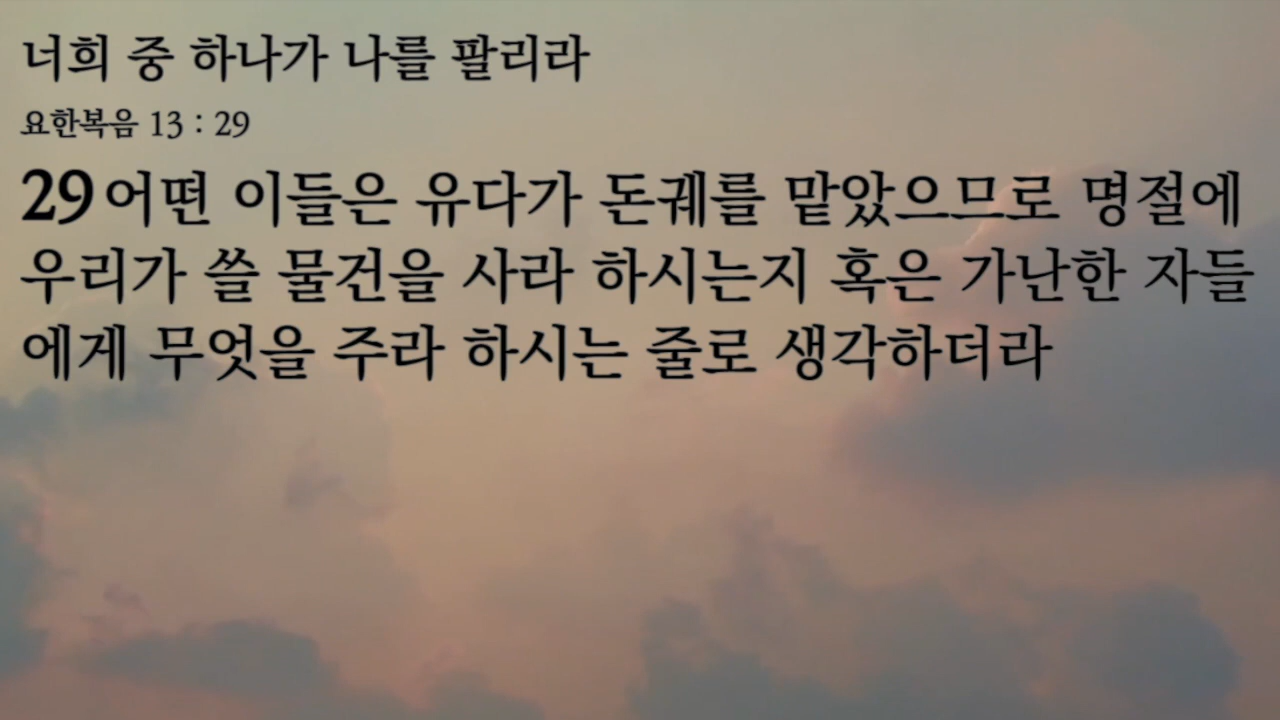 너희 중 하나가 나를 팔리라
요한복음 13 : 29
29 어떤 이들은 유다가 돈궤를 맡았으므로 명절에
우리가 쓸 물건을 사라 하시는지 혹은 가난한 자들
에게 무엇을 주라 하시는 줄로 생각하더라